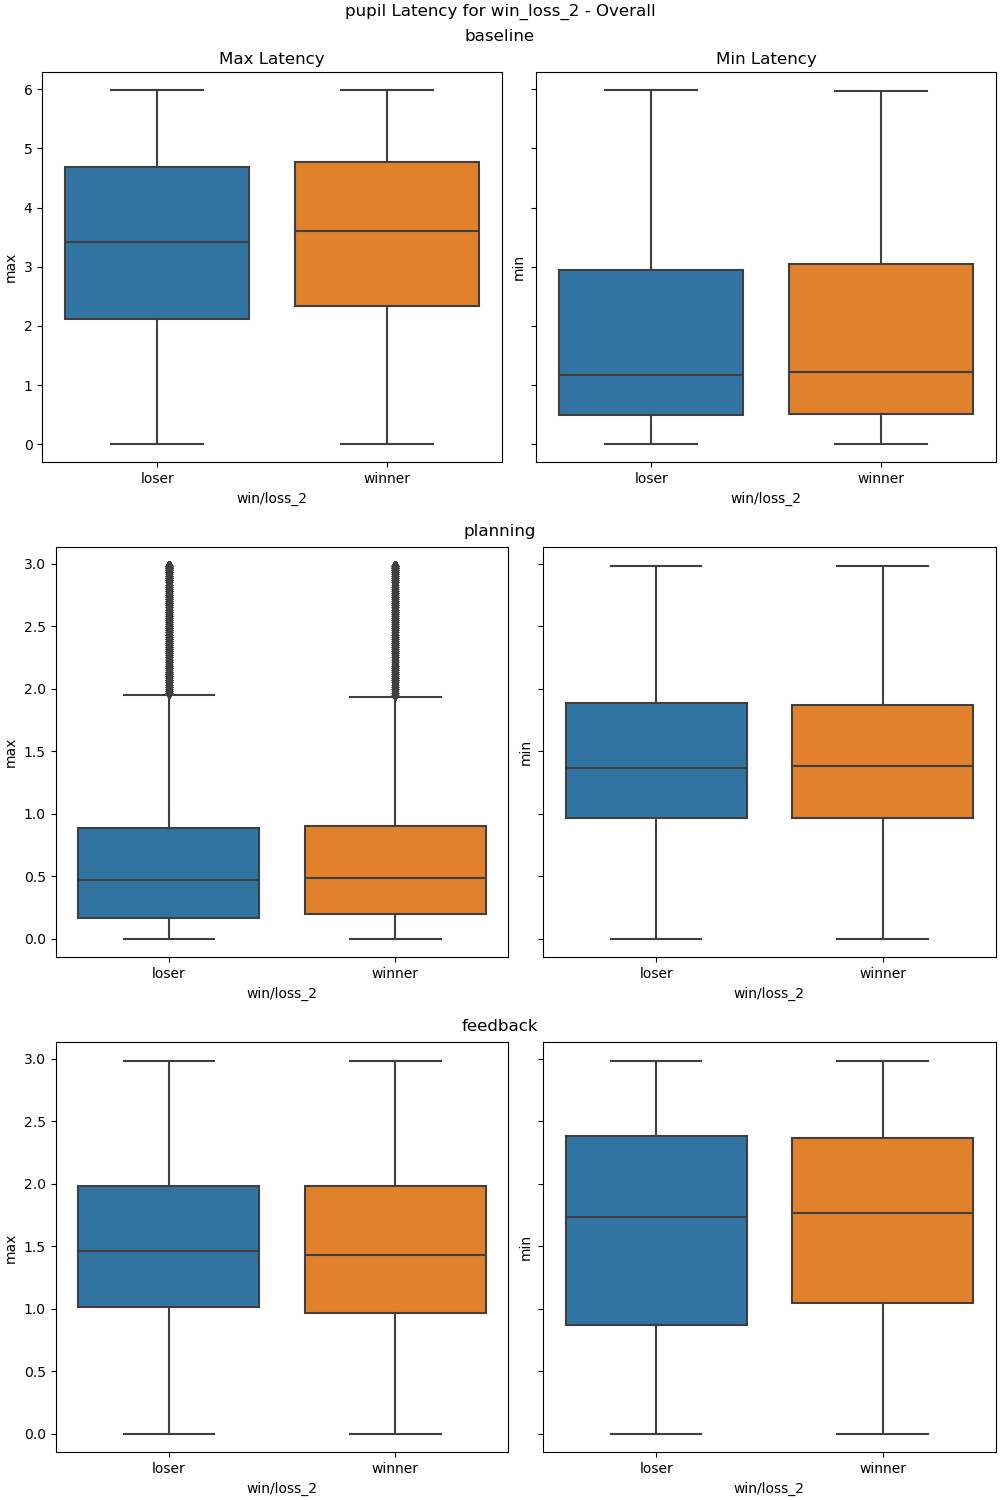 pupil Latency for win_loss_2 - Overall
baseline
Max Latency
Min Latency
6
5
4
3
2
1
0
max
min
loser
winner
loser
winner
win/loss_2
win/loss_2
planning
3.0
2.5
2.0
1.5
1.0
0.5
0.0
max
min
loser
winner
loser
winner
win/loss_2
win/loss_2
feedback
3.0
2.5
2.0
1.5
1.0
0.5
0.0
max
min
loser
winner
loser
winner
win/loss_2
win/loss_2